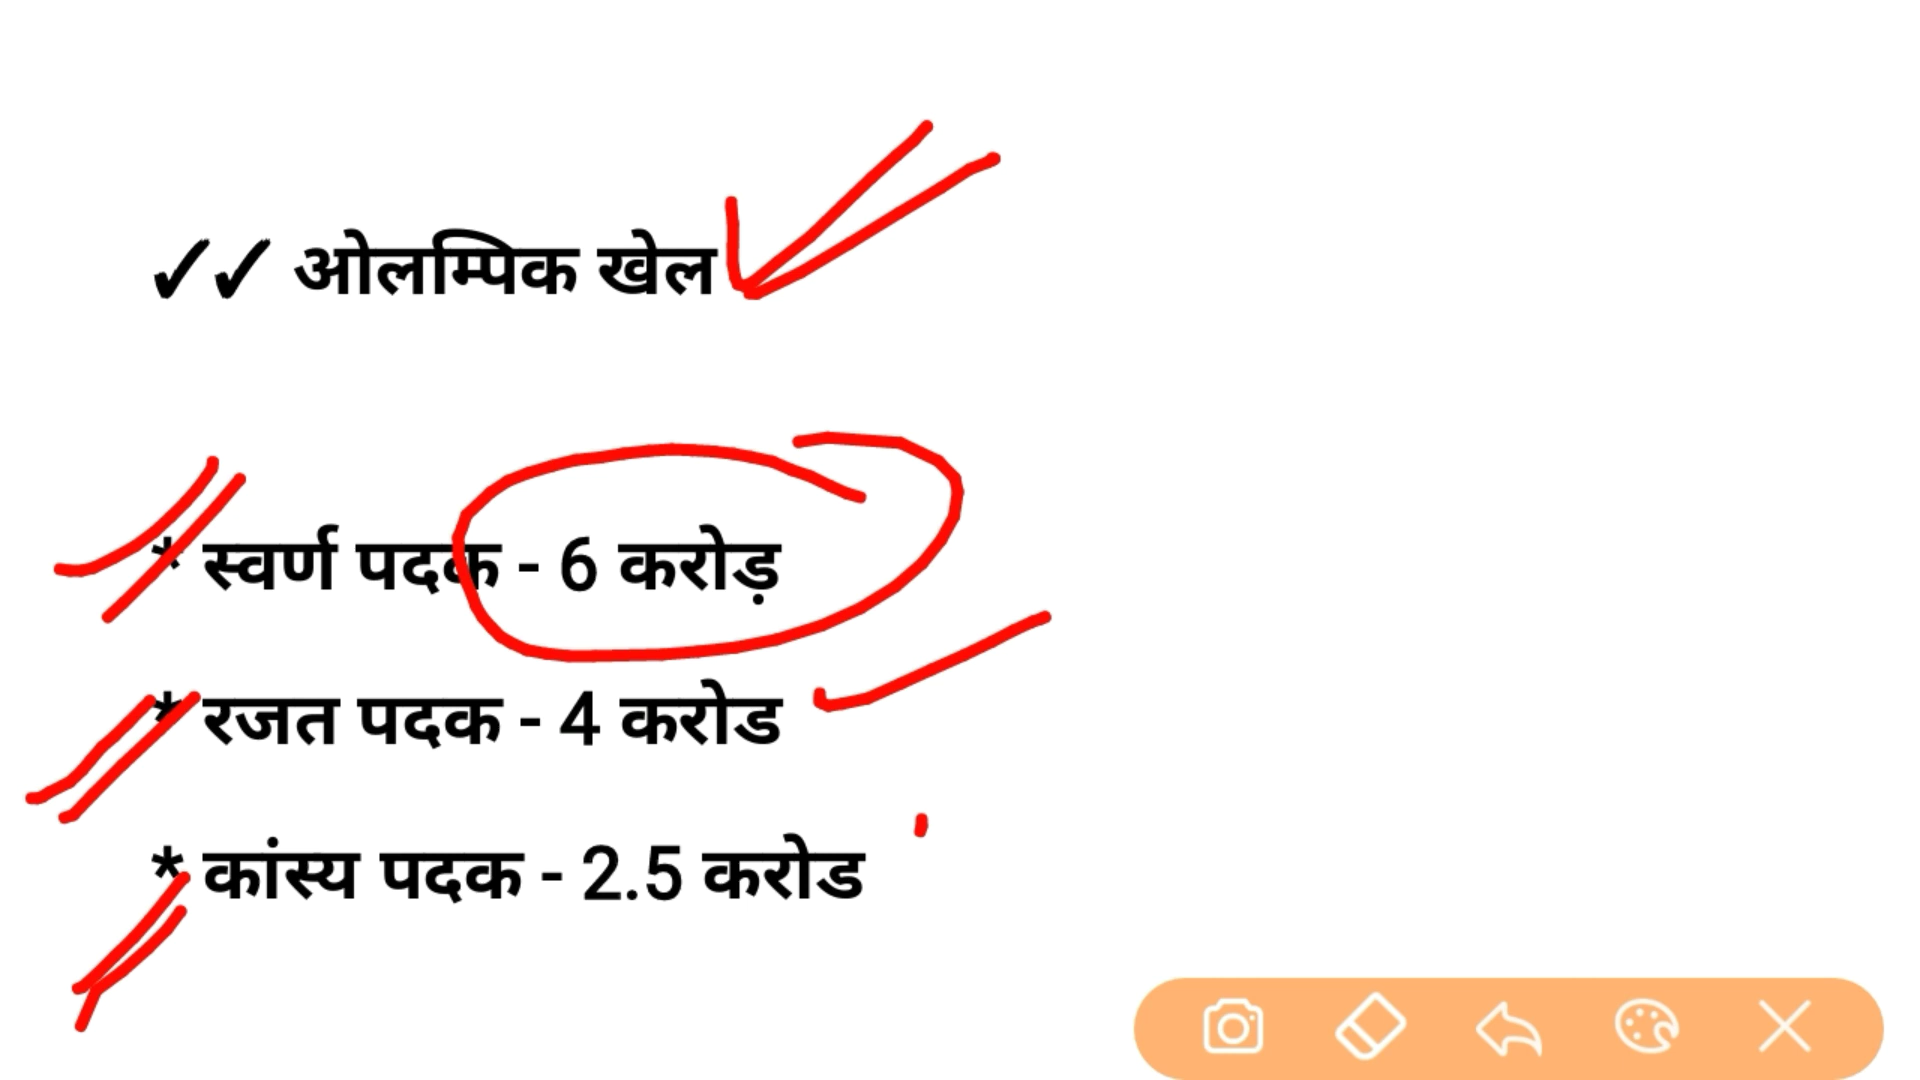 ✓✓ ओलम्पिक खेल
* स्वर्ण पदक - 6 करोड़
* रजत पदक - 4 करोड
* कांस्य पदक - 2.5 करोड